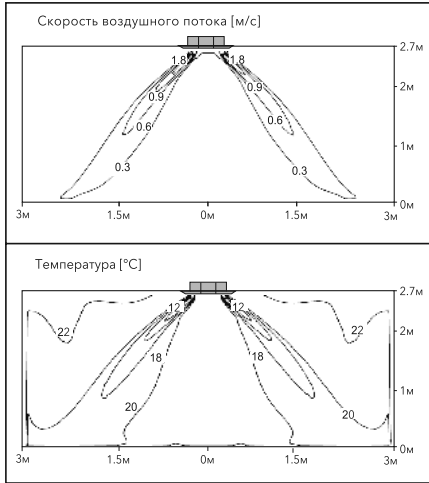 Скорость воздушного потока [м/с]
2.7м
1.8 1.8
2м
0.9 0.9
0.6 0.6
1м
0.3 0.3
0м
3м 1.5м 0м 1.5м 3м
Температура [°C]
2.7м
12 12
22 22
2м
18 18
1м
20 20
0м
3м 1.5м 0м 1.5м 3м